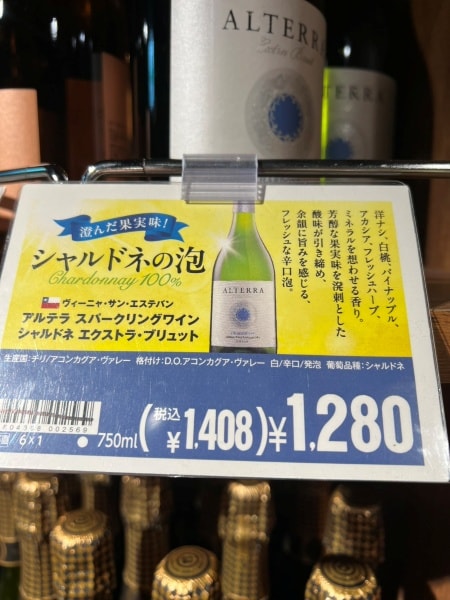 ALTERRA
Extra Brut
TERRA
澄んだ果実味!
シャルドネの泡
Chardonnay 100%
ヴィーニャ・サン・エステバン
アルテラ スパークリングワイン
シャルドネ エクストラ・ブリュット
ALTERRA
洋ナシ、白桃、パイナップル、
アカシア、フレッシュハーブ、
ミネラルを想わせる香り。
芳醇な果実味を溌剌とした
酸味が引き締め、
余韻に旨みを感じる、
フレッシュな辛口泡。
生産国:チリ/アコンカグア・ヴァレー 格付け:D.O.アコンカグア・ヴァレー 白/辛口/発泡 葡萄品種:シャルドネ
6×1
750ml
(税込
¥1,408)
¥1,280